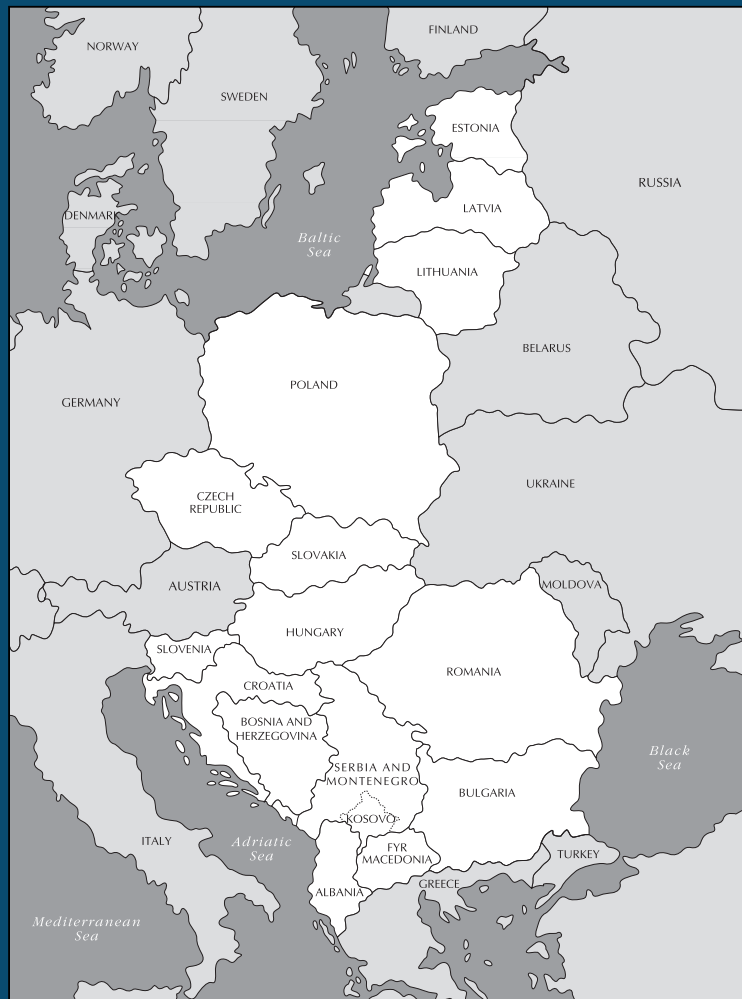 NORWAY
FINLAND
SWEDEN
ESTONIA
RUSSIA
LATVIA
DENMARK
Baltic
Sea
LITHUANIA
BELARUS
POLAND
GERMANY
UKRAINE
CZECH
REPUBLIC
SLOVAKIA
AUSTRIA
MOLDOVA
HUNGARY
SLOVENIA
ROMANIA
CROATIA
BOSNIA AND
HERZEGOVINA
Black
Sea
SERBIA AND
MONTENEGRO
BULGARIA
KOSOVO
ITALY
Adriatic
Sea
FYR
MACEDONIA
TURKEY
GREECE
ALBANIA
Mediterranean
Sea